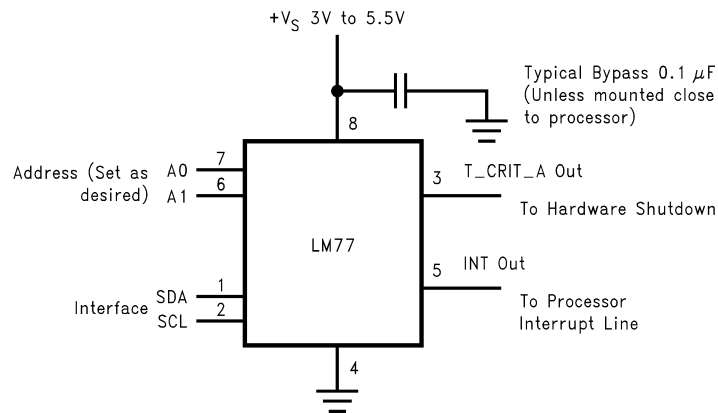 +VS 3V to 5.5V
Typical Bypass 0.1 µF
(Unless mounted close
to processor)
8
Address (Set as
desired)
A0
7
A1
6
3
T_CRIT_A Out
To Hardware Shutdown
LM77
5
INT Out
To Processor
Interrupt Line
Interface
SDA
1
SCL
2
4